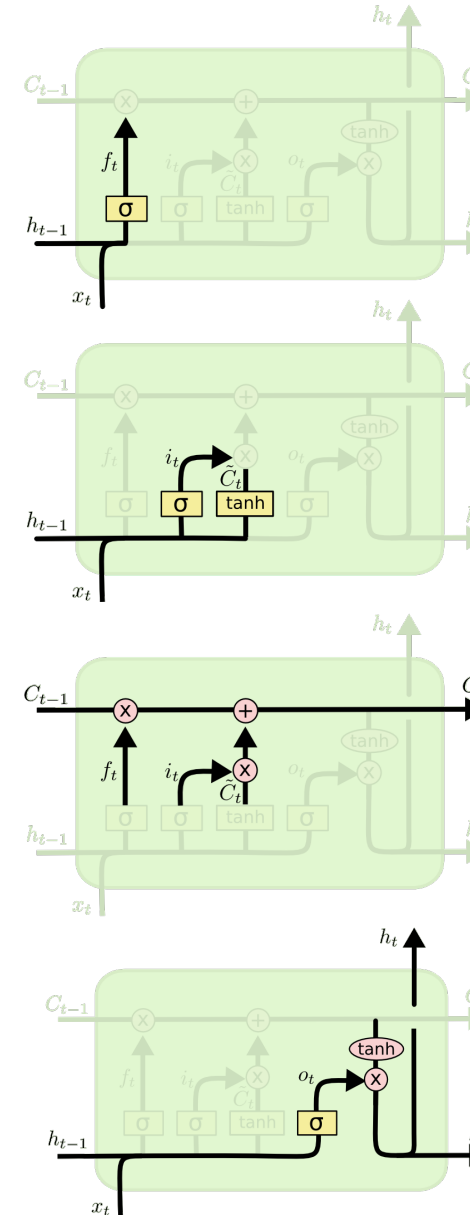 h_t
C_{t-1} x + C
tanh
f_t i_t C̃_t o_t x x
σ σ tanh σ
h_{t-1} h
x_t
h_t
C_{t-1} x + C
tanh
f_t i_t C̃_t o_t x x
σ σ tanh σ
h_{t-1} h
x_t
h_t
C_{t-1} x + C
tanh
f_t i_t C̃_t o_t x x
σ σ tanh σ
h_{t-1} h
x_t
h_t
C_{t-1} x +
tanh
f_t i_t C̃_t o_t x x
σ σ tanh σ
h_{t-1}
x_t